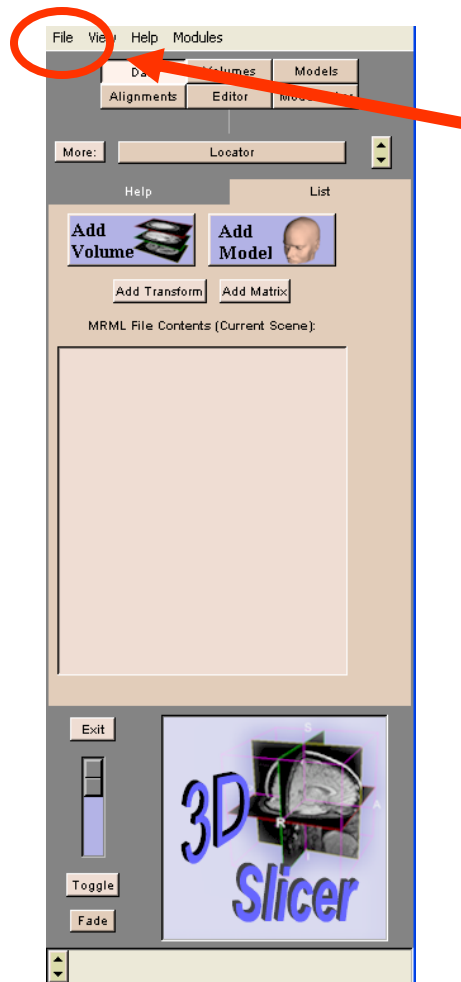 File View Help Modules
Volumes Models
Alignments Editor
More: Locator
Help List
Add Volume
Add Model
Add Transform Add Matrix
MRML File Contents (Current Scene):
Exit
S
A
R
I
3D
Slicer
Toggle
Fade